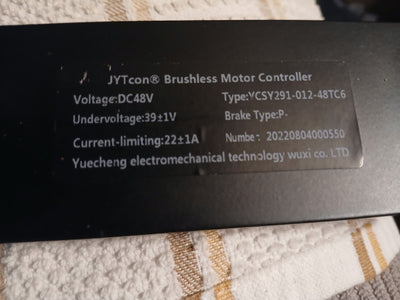 JYTcon® Brushless Motor Controller
Voltage:DC48V Type:YCSY291-012-48TC6
Undervoltage:39±1V Brake Type:P-
Current-limiting:22±1A Number: 20220804000550
Yuecheng electromechanical technology wuxi co. LTD